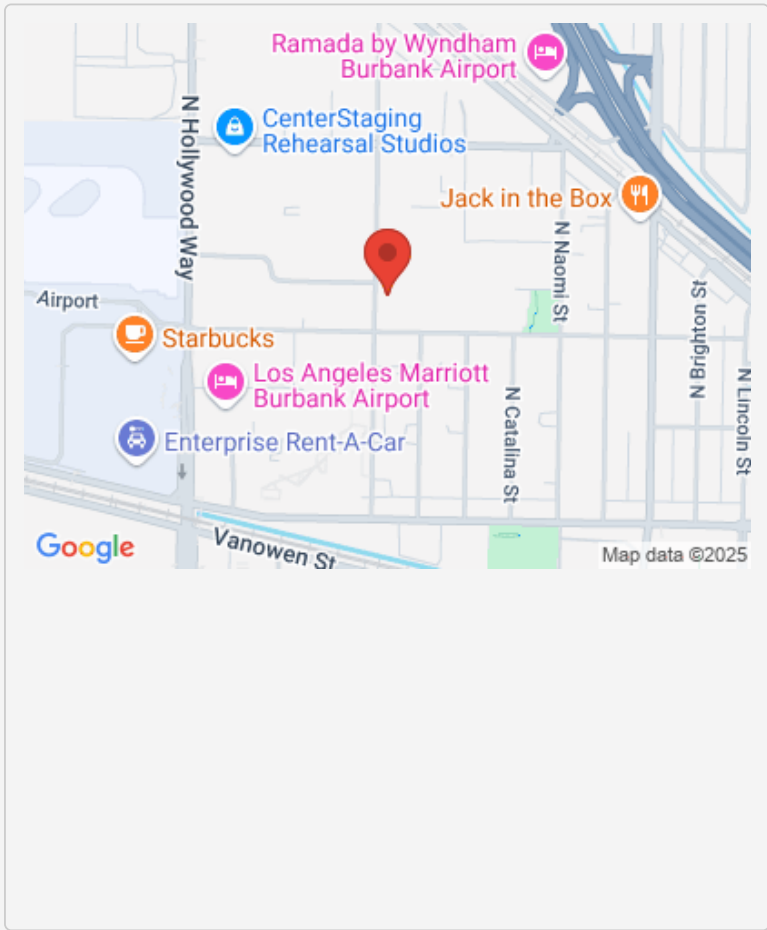 Ramada by Wyndham
Burbank Airport
N Hollywood Way
CenterStaging
Rehearsal Studios
Jack in the Box
N Naomi St
Airport
Starbucks
N Brighton St
Los Angeles Marriott
Burbank Airport
N Catalina St
N Lincoln St
Enterprise Rent-A-Car
Vanowen St
Google
Map data ©2025